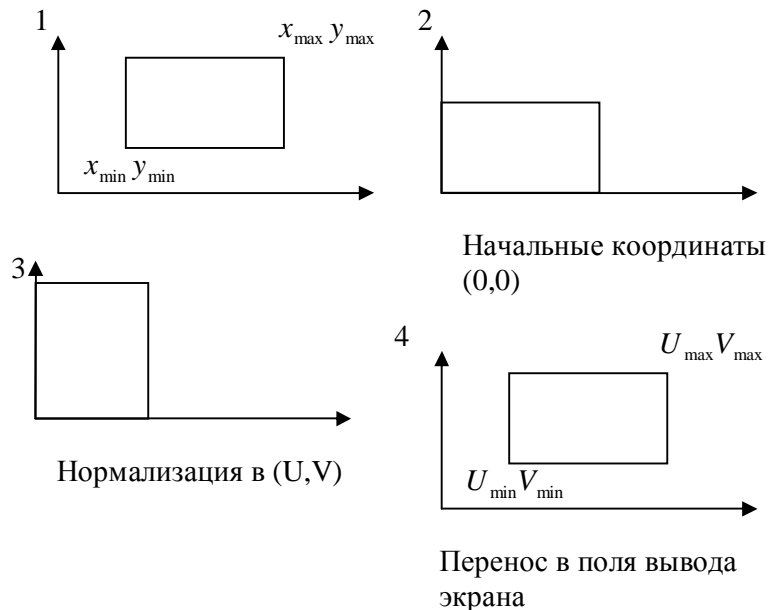 1
x_max y_max
x_min y_min
2
Начальные координаты
(0,0)
3
Нормализация в (U,V)
4
U_max V_max
U_min V_min
Перенос в поля вывода
экрана